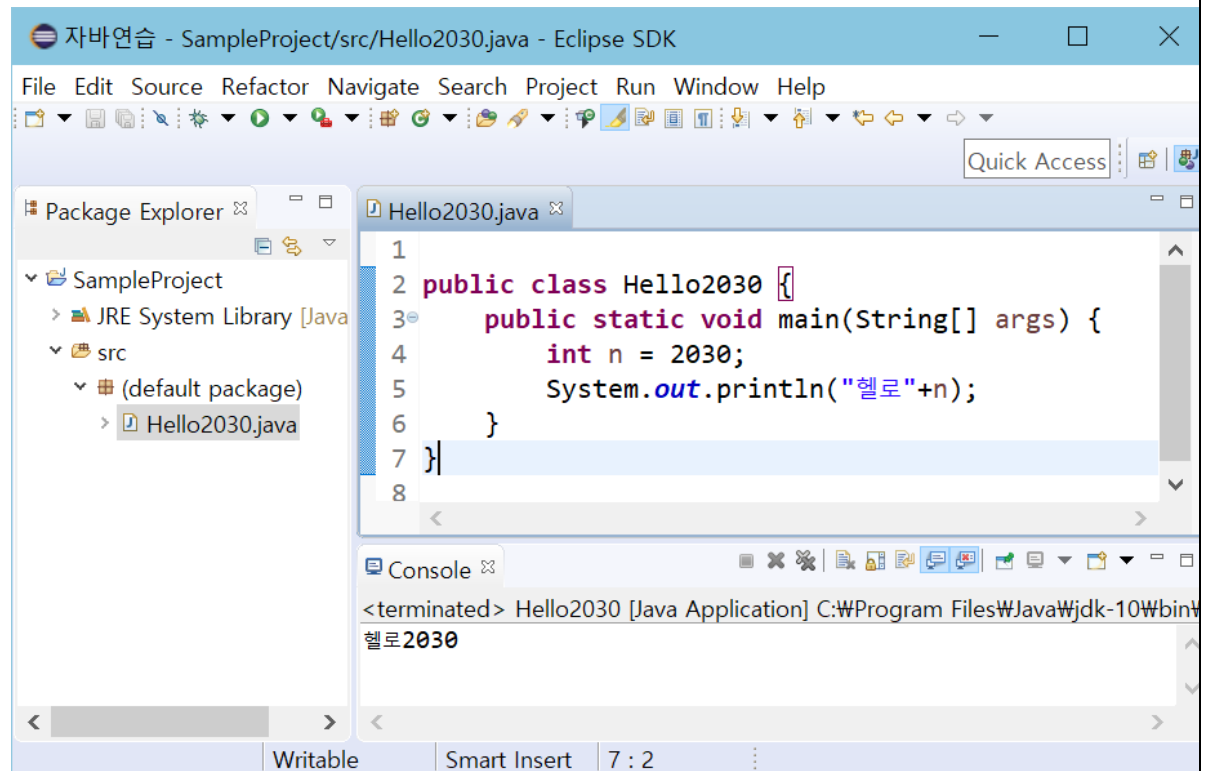 자바연습 - SampleProject/src/Hello2030.java - Eclipse SDK
File Edit Source Refactor Navigate Search Project Run Window Help
Quick Access
Package Explorer
SampleProject
JRE System Library [Java
src
(default package)
Hello2030.java
Hello2030.java
1
2 public class Hello2030 {
3 public static void main(String[] args) {
4 int n = 2030;
5 System.out.println("헬로"+n);
6 }
7 }
8
Console
<terminated> Hello2030 [Java Application] C:₩Program Files₩Java₩jdk-10₩bin₩
헬로2030
Writable Smart Insert 7 : 2